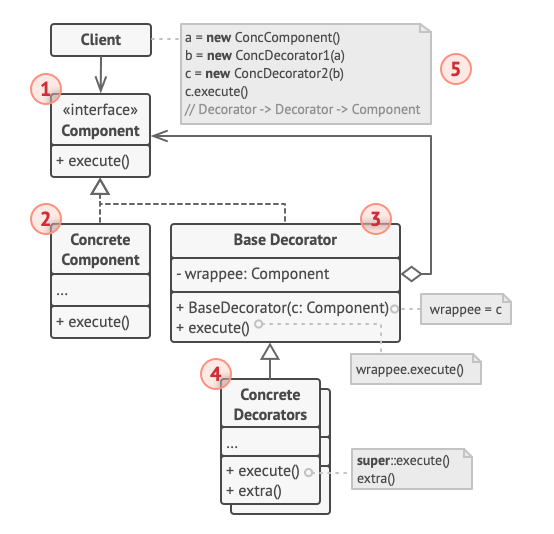 Client
a = new ConcComponent()
b = new ConcDecorator1(a)
c = new ConcDecorator2(b)
c.execute()
// Decorator -> Decorator -> Component
5
1
«interface»
Component
+ execute()
2
Concrete
Component
...
+ execute()
3
Base Decorator
- wrappee: Component
+ BaseDecorator(c: Component)
+ execute()
wrappee = c
wrappee.execute()
4
Concrete
Decorators
...
+ execute()
+ extra()
super::execute()
extra()